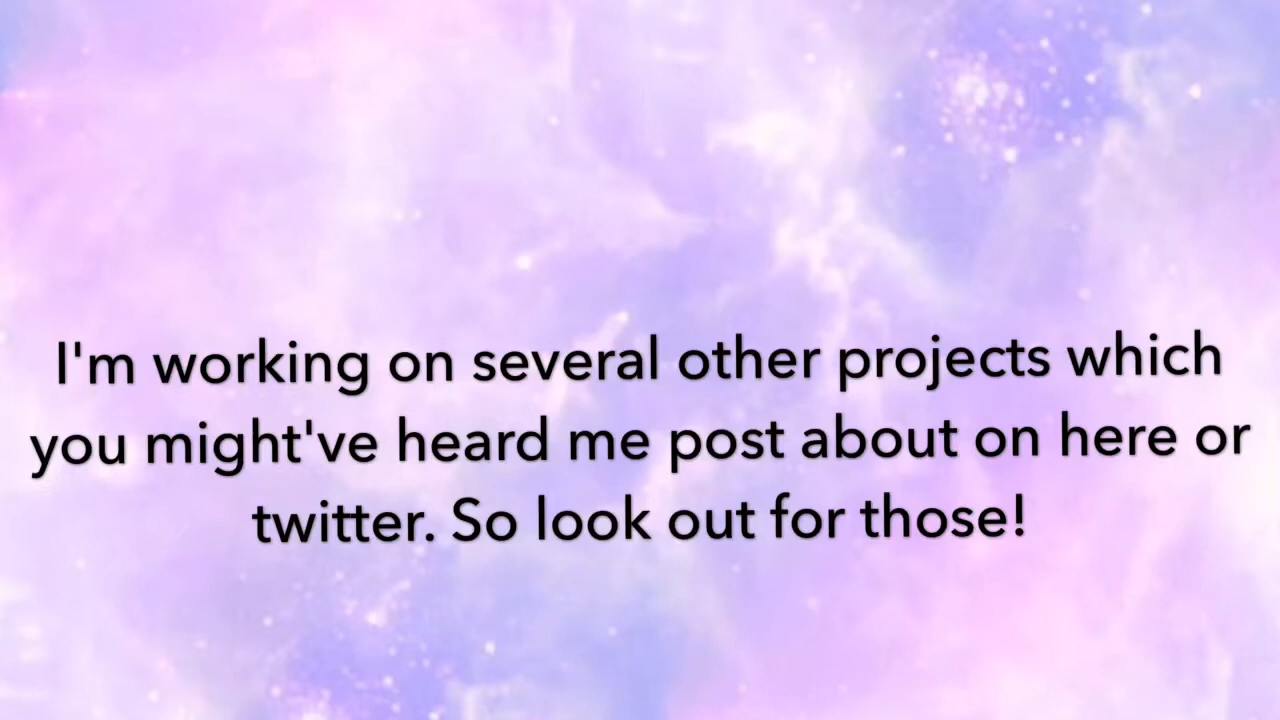 I'm working on several other projects which
you might've heard me post about on here or
twitter. So look out for those!